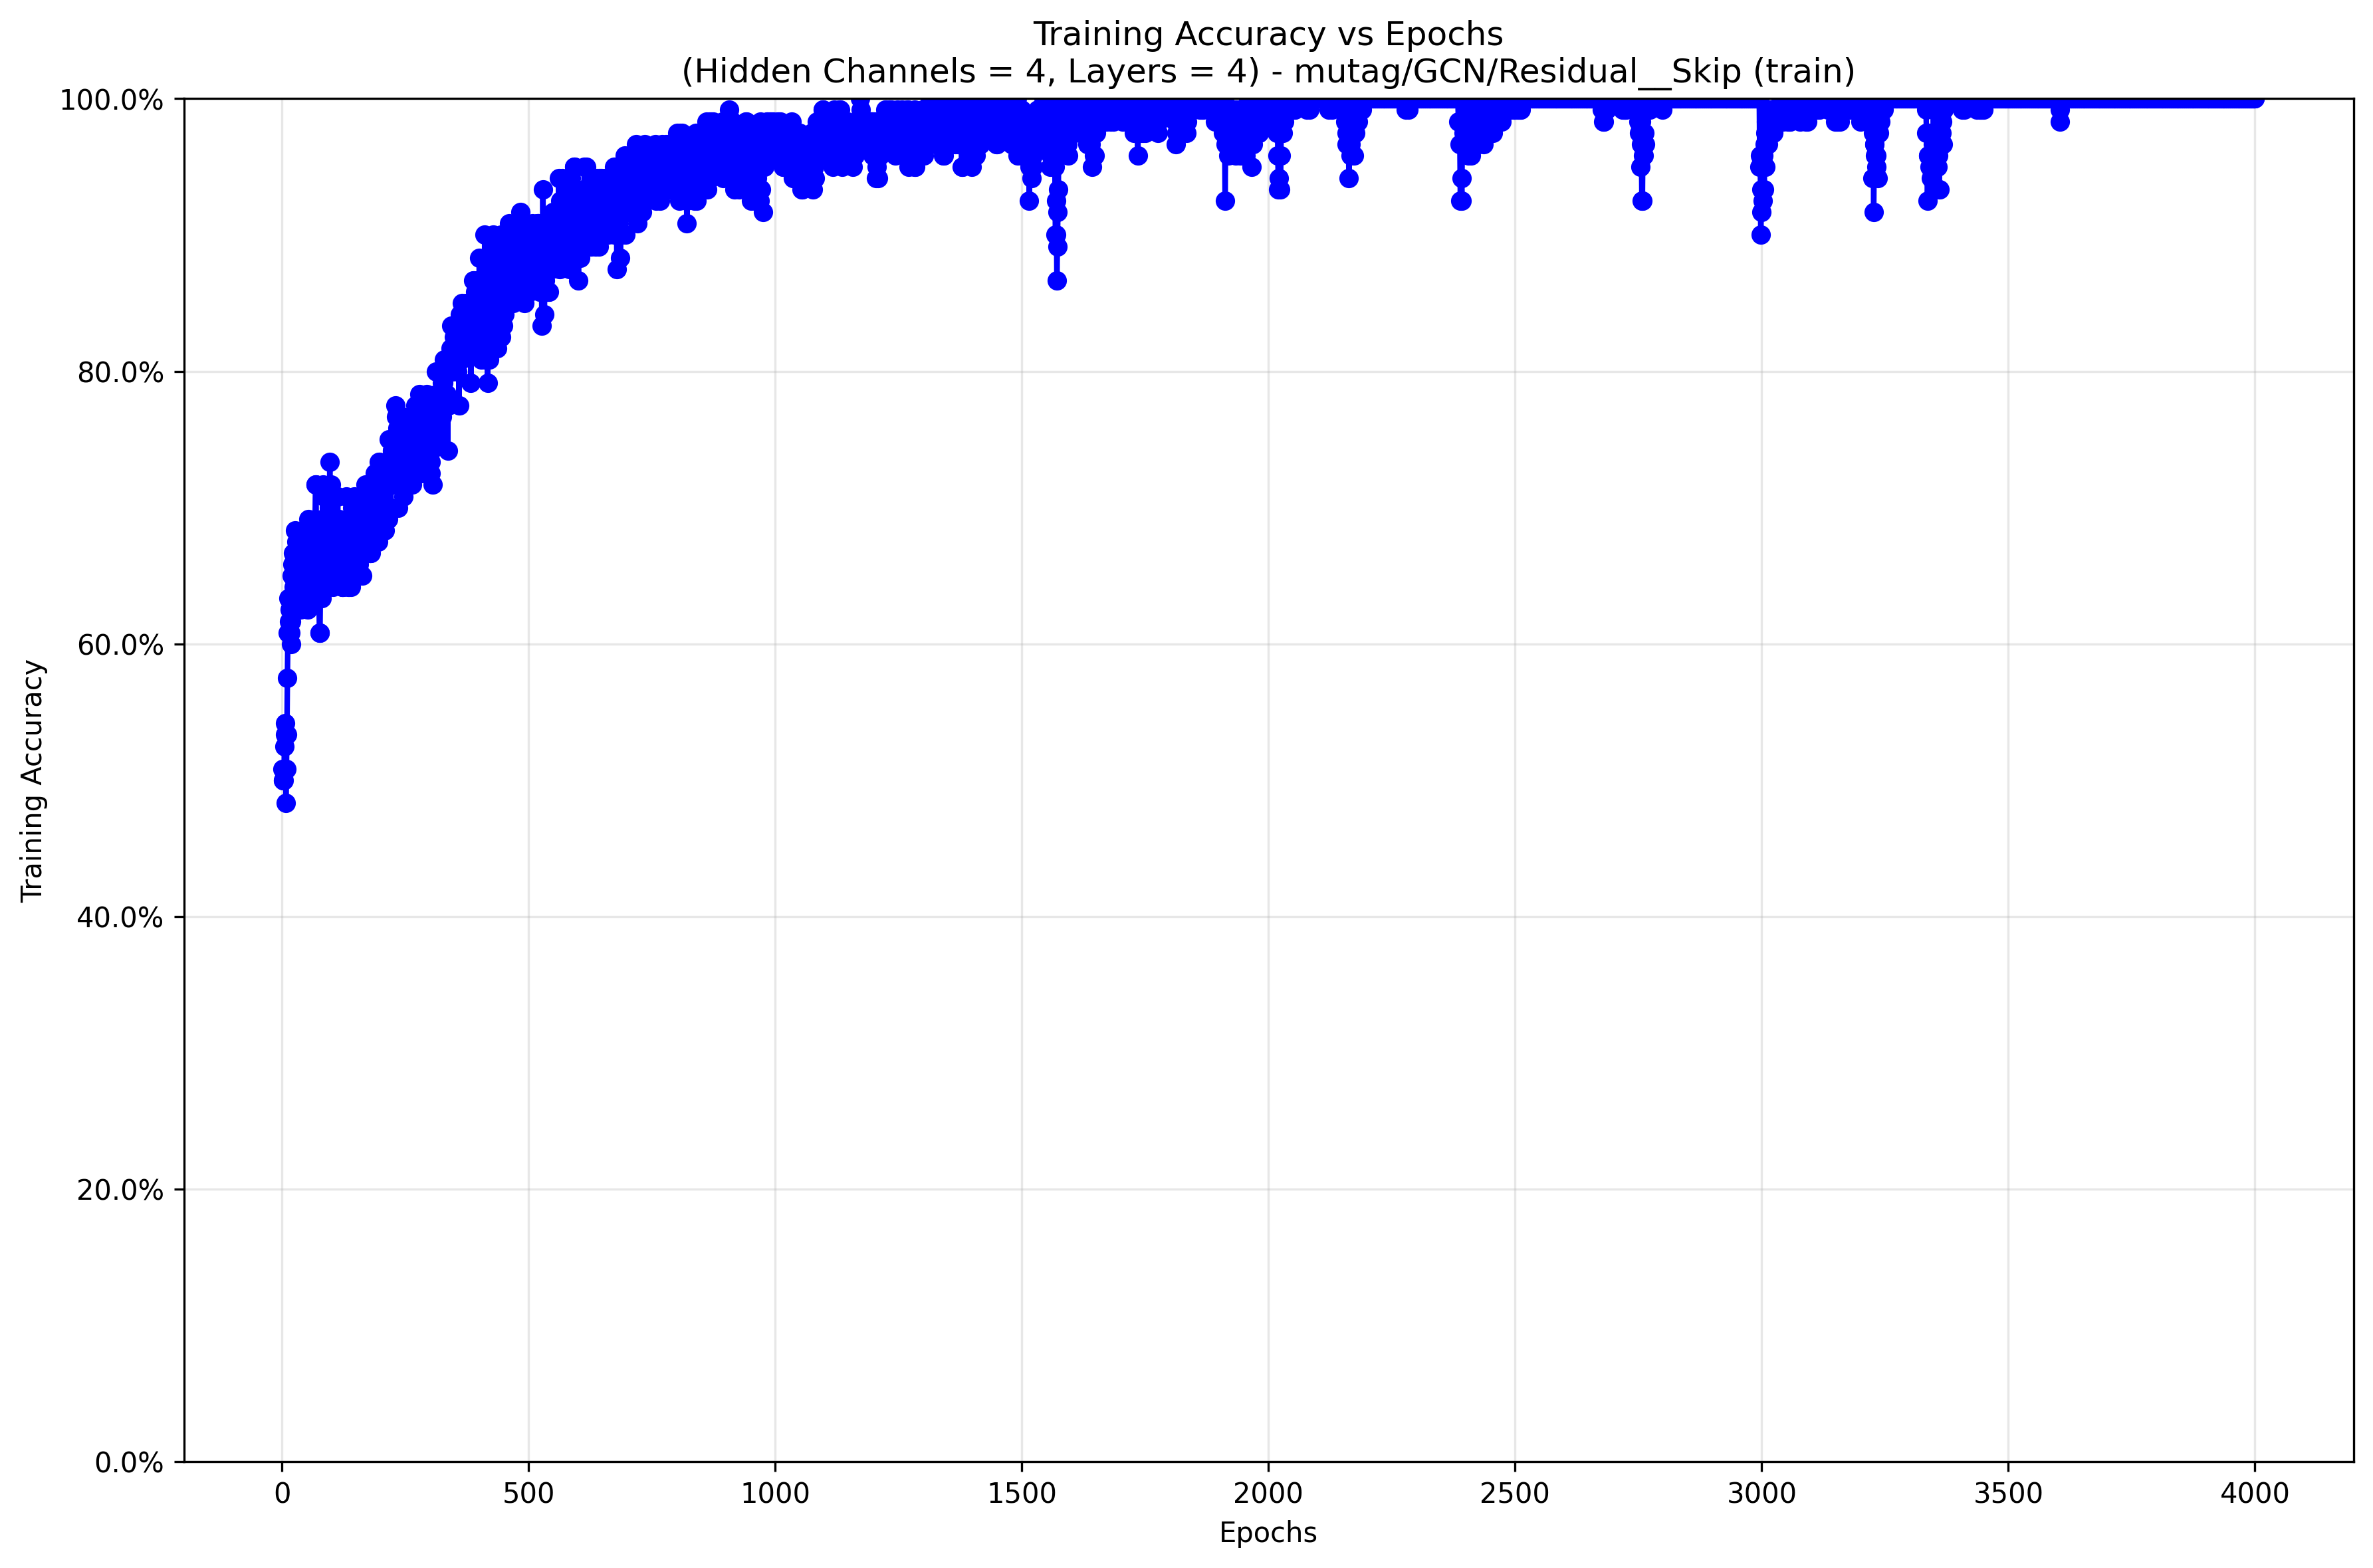 Training Accuracy vs Epochs
(Hidden Channels = 4, Layers = 4) - mutag/GCN/Residual__Skip (train)
100.0%
80.0%
60.0%
40.0%
20.0%
0.0%
Training Accuracy
0 500 1000 1500 2000 2500 3000 3500 4000
Epochs